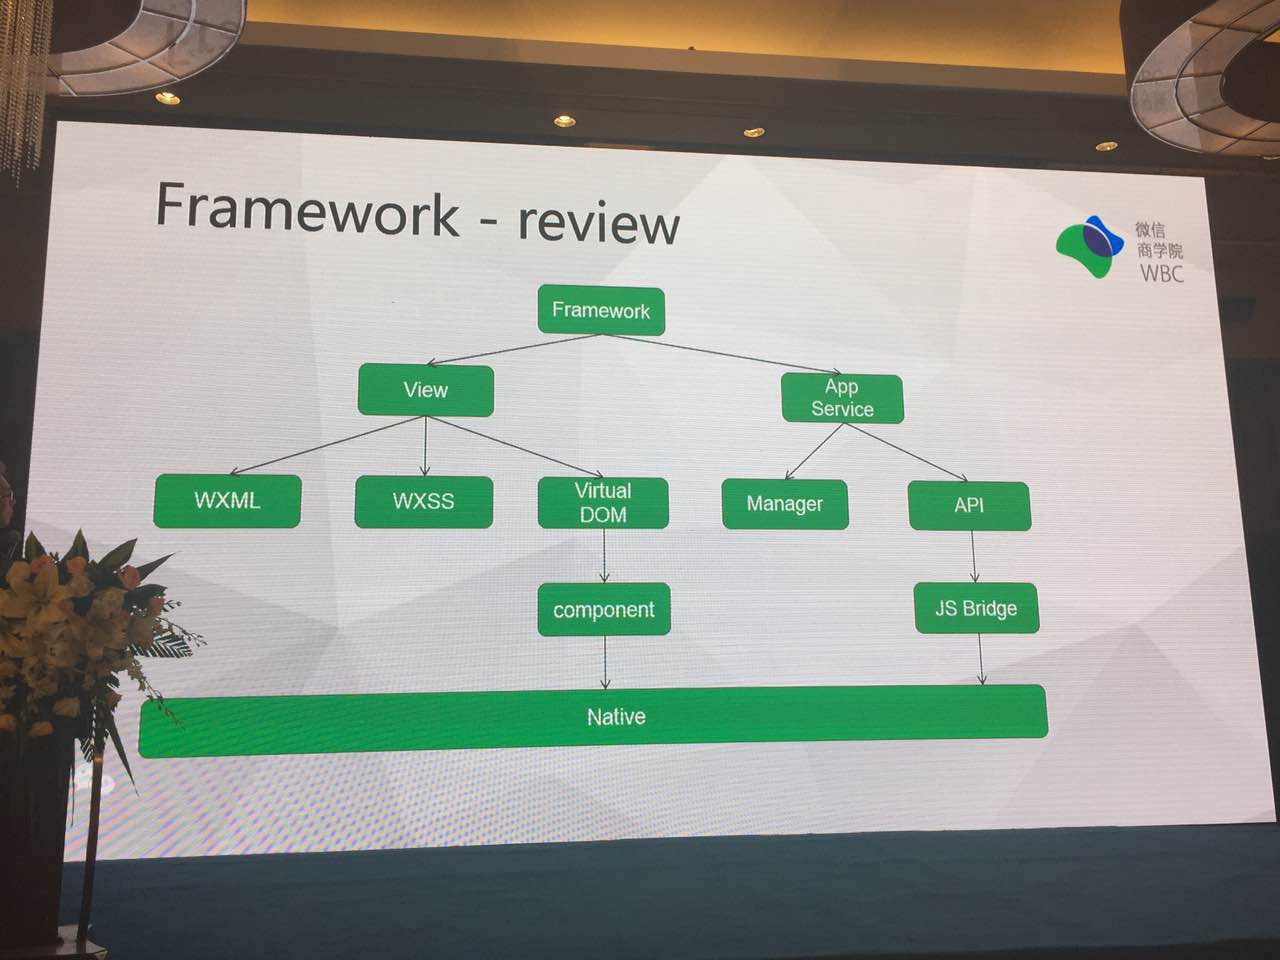 Framework - review
微信
商学院
WBC
Framework
View
App
Service
WXML
WXSS
Virtual
DOM
Manager
API
component
JS Bridge
Native